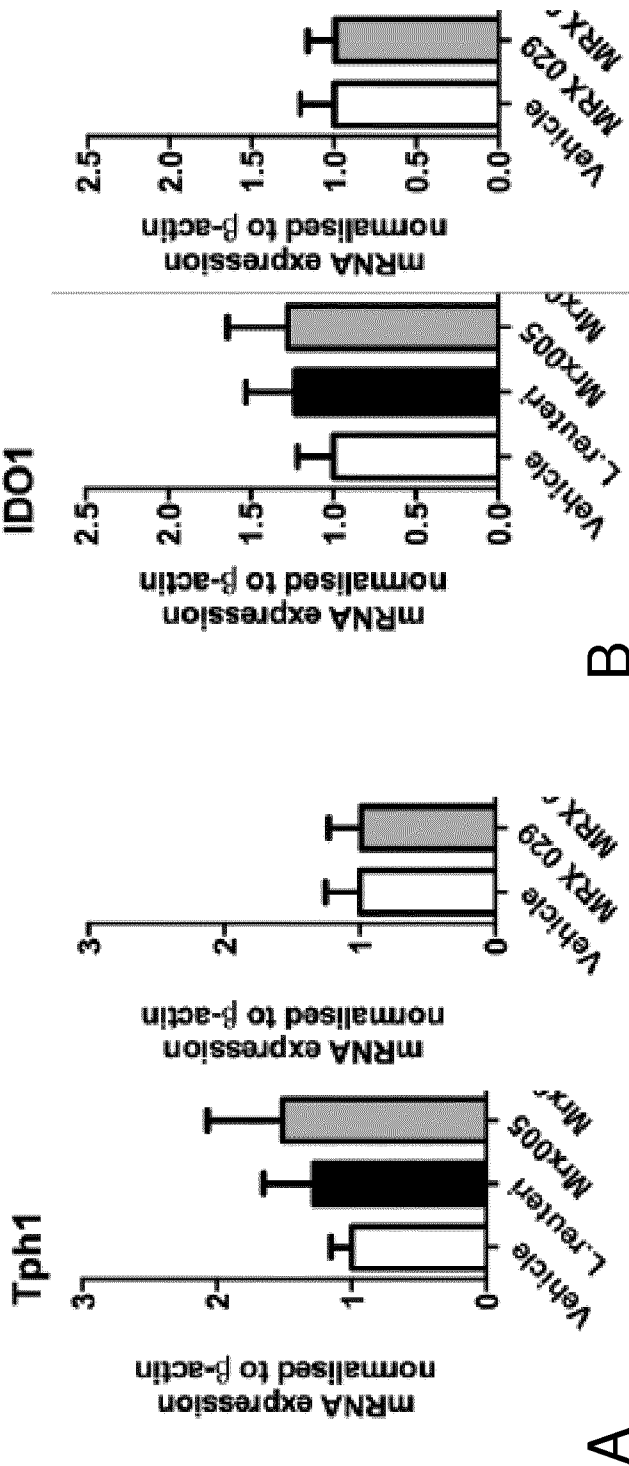 A
Tph1
mRNA expression
normalised to β-actin
3
2
1
0
Vehicle
L.reuteri
Mrx005
mRNA expression
normalised to β-actin
3
2
1
0
Vehicle
MRX 029
MRX
B
IDO1
mRNA expression
normalised to β-actin
2.5
2.0
1.5
1.0
0.5
0.0
Vehicle
L.reuteri
Mrx005
mRNA expression
normalised to β-actin
2.5
2.0
1.5
1.0
0.5
0.0
Vehicle
MRX 029
MRX